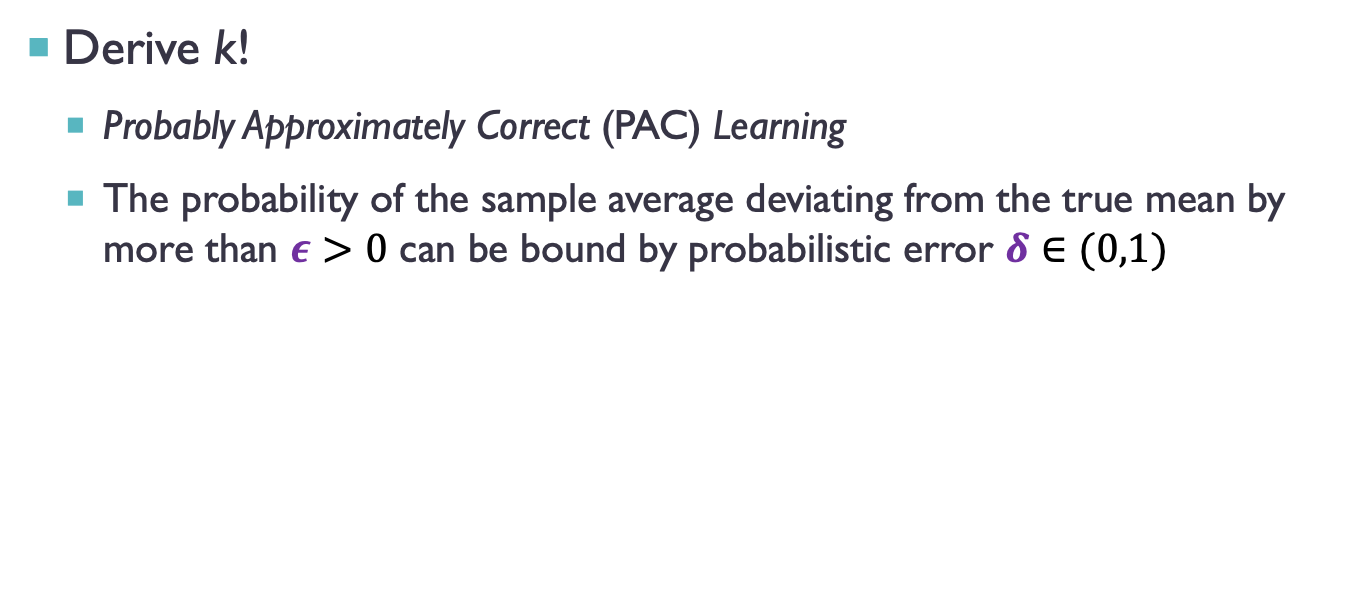 Derive k!
Probably Approximately Correct (PAC) Learning
The probability of the sample average deviating from the true mean by
more than ϵ > 0 can be bound by probabilistic error δ ∈ (0,1)